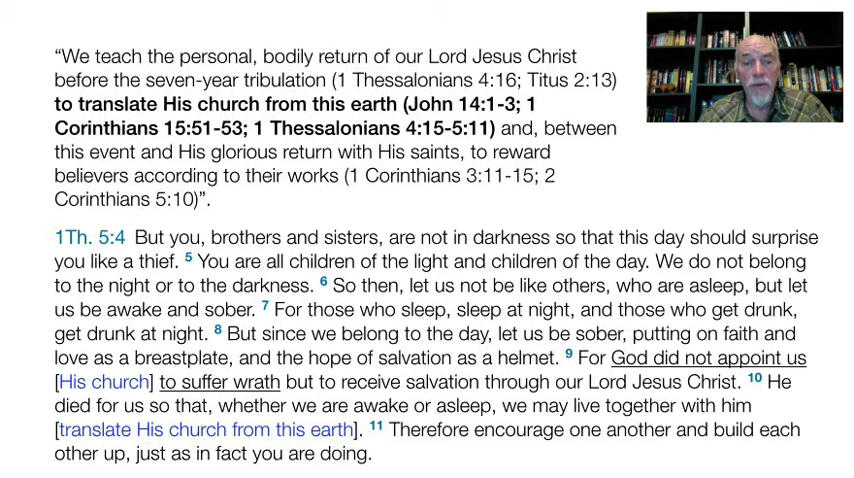 “We teach the personal, bodily return of our Lord Jesus Christ
before the seven-year tribulation (1 Thessalonians 4:16; Titus 2:13)
to translate His church from this earth (John 14:1-3; 1
Corinthians 15:51-53; 1 Thessalonians 4:15-5:11) and, between
this event and His glorious return with His saints, to reward
believers according to their works (1 Corinthians 3:11-15; 2
Corinthians 5:10)”.
1Th. 5:4 But you, brothers and sisters, are not in darkness so that this day should surprise
you like a thief. 5 You are all children of the light and children of the day. We do not belong
to the night or to the darkness. 6 So then, let us not be like others, who are asleep, but let
us be awake and sober. 7 For those who sleep, sleep at night, and those who get drunk,
get drunk at night. 8 But since we belong to the day, let us be sober, putting on faith and
love as a breastplate, and the hope of salvation as a helmet. 9 For God did not appoint us
[His church] to suffer wrath but to receive salvation through our Lord Jesus Christ. 10 He
died for us so that, whether we are awake or asleep, we may live together with him
[translate His church from this earth]. 11 Therefore encourage one another and build each
other up, just as in fact you are doing.